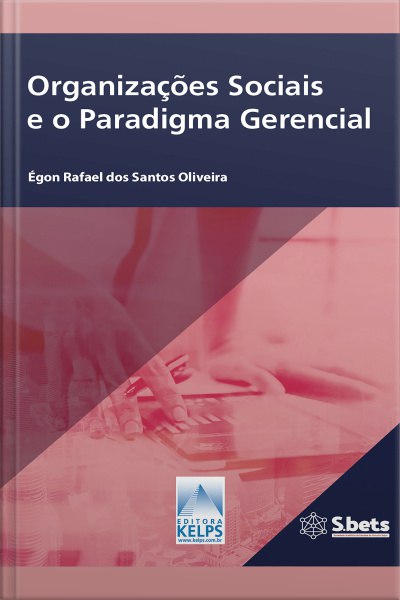 Organizações Sociais
e o Paradigma Gerencial
Égon Rafael dos Santos Oliveira
EDITORA
KELPS
www.kelps.com.br
S.bets